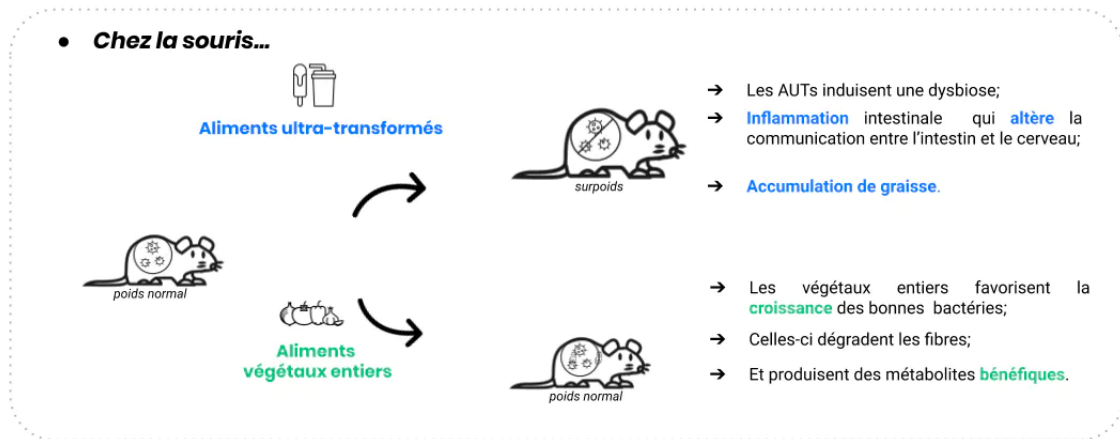 ● Chez la souris...
Aliments ultra-transformés
surpoids
➔ Les AUTs induisent une dysbiose;
➔ Inflammation intestinale qui altère la
communication entre l'intestin et le cerveau;
➔ Accumulation de graisse.
poids normal
Aliments
végétaux entiers
poids normal
➔ Les végétaux entiers favorisent la
croissance des bonnes bactéries;
➔ Celles-ci dégradent les fibres;
➔ Et produisent des métabolites bénéfiques.